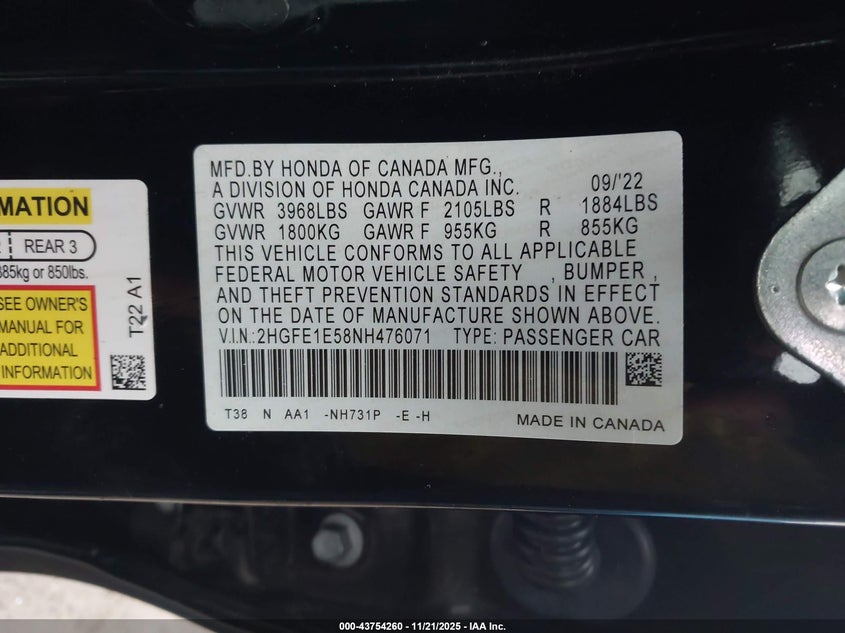 MFD.BY HONDA OF CANADA MFG.,
A DIVISION OF HONDA CANADA INC. 09/'22
GVWR 3968LBS GAWR F 2105LBS R 1884LBS
GVWR 1800KG GAWR F 955KG R 855KG
THIS VEHICLE CONFORMS TO ALL APPLICABLE
FEDERAL MOTOR VEHICLE SAFETY , BUMPER ,
AND THEFT PREVENTION STANDARDS IN EFFECT
ON THE DATE OF MANUFACTURE SHOWN ABOVE.
V.I.N.:2HGFE1E58NH476071 TYPE: PASSENGER CAR
T38 N AA1 -NH731P -E -H
MADE IN CANADA
MATION
REAR 3
385kg or 850lbs.
SEE OWNER'S
MANUAL FOR
ADDITIONAL
INFORMATION
T22 A1
000-43754260 - 11/21/2025 - IAA Inc.